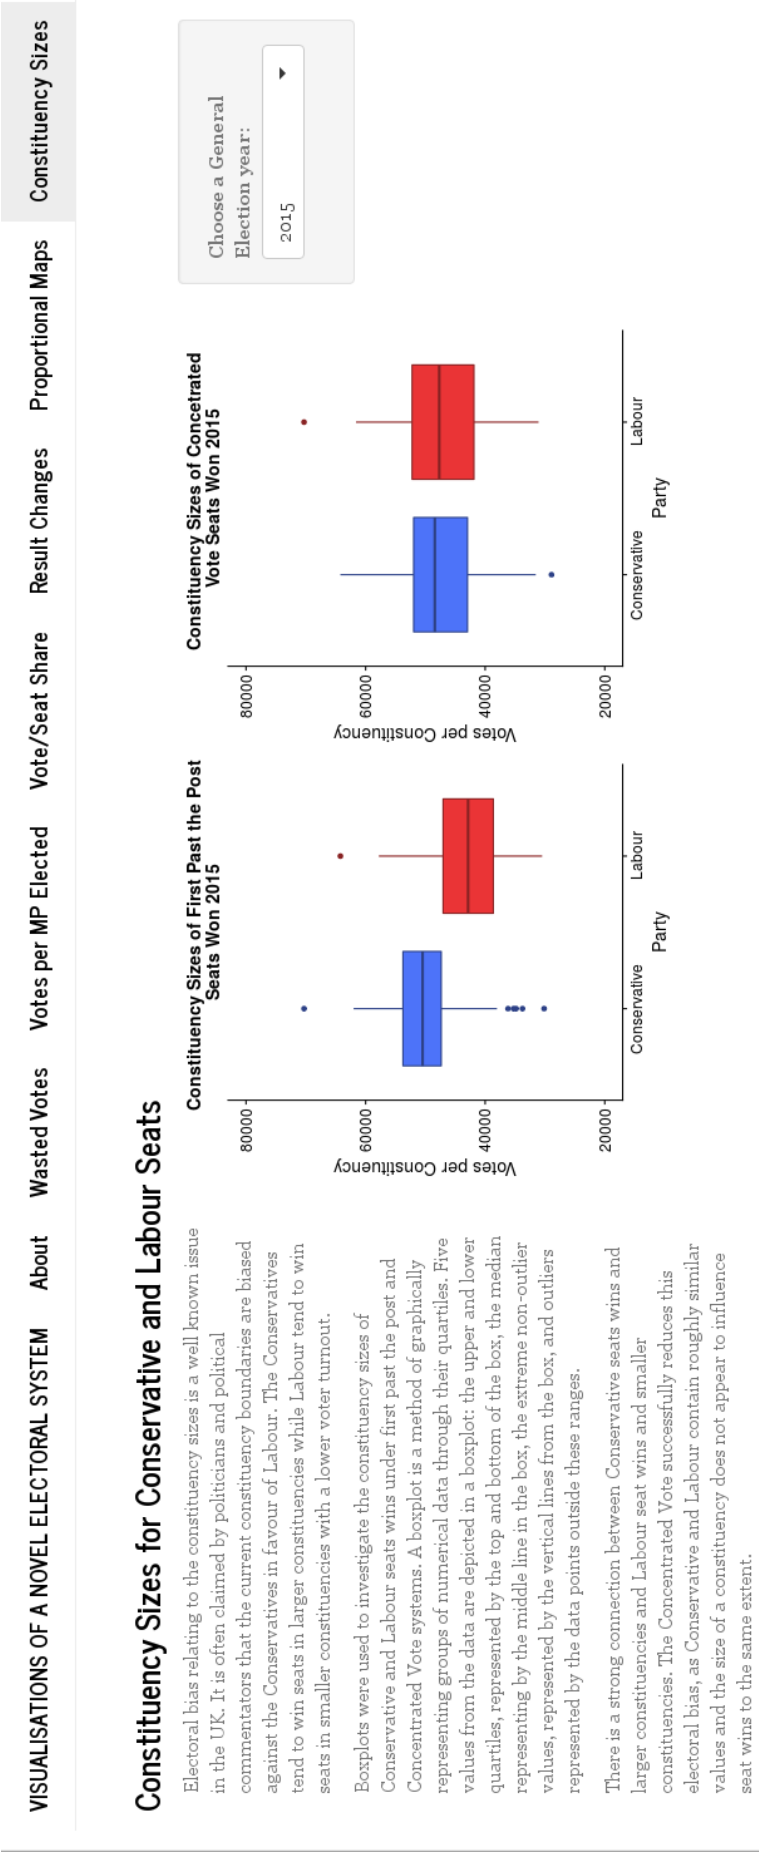 VISUALISATIONS OF A NOVEL ELECTORAL SYSTEM About Wasted Votes Votes per MP Elected Vote/Seat Share Result Changes Proportional Maps Constituency Sizes
Constituency Sizes for Conservative and Labour Seats
Electoral bias relating to the constituency sizes is a well known issue
in the UK. It is often claimed by politicians and political
commentators that the current constituency boundaries are biased
against the Conservatives in favour of Labour. The Conservatives
tend to win seats in larger constituencies while Labour tend to win
seats in smaller constituencies with a lower voter turnout.
Boxplots were used to investigate the constituency sizes of
Conservative and Labour seats wins under first past the post and
Concentrated Vote systems. A boxplot is a method of graphically
representing groups of numerical data through their quartiles. Five
values from the data are depicted in a boxplot: the upper and lower
quartiles, represented by the top and bottom of the box, the median
representing by the middle line in the box, the extreme non-outlier
values, represented by the vertical lines from the box, and outliers
represented by the data points outside these ranges.
There is a strong connection between Conservative seats wins and
larger constituencies and Labour seat wins and smaller
constituencies. The Concentrated Vote successfully reduces this
electoral bias, as Conservative and Labour contain roughly similar
values and the size of a constituency does not appear to influence
seat wins to the same extent.
Constituency Sizes of First Past the Post
Seats Won 2015
Votes per Constituency
80000
60000
40000
20000
Conservative
Labour
Party
Constituency Sizes of Concetrated
Vote Seats Won 2015
Votes per Constituency
80000
60000
40000
20000
Conservative
Labour
Party
Choose a General
Election year:
2015